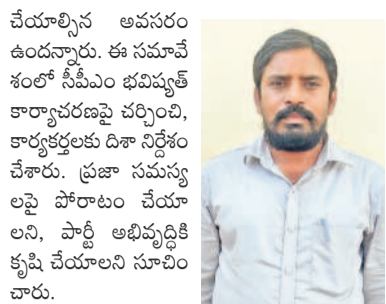 చేయాల్సిన అవసరం
ఉందన్నారు. ఈ సమావే
శంలో సీపీఎం భవిష్యత్
కార్యాచరణపై చర్చించి,
కార్యకర్తలకు దిశా నిర్దేశం
చేశారు. ప్రజా సమస్య
లపై పోరాటం చేయా
లని, పార్టీ అభివృద్ధికి
కృషి చేయాలని సూచిం
చారు.